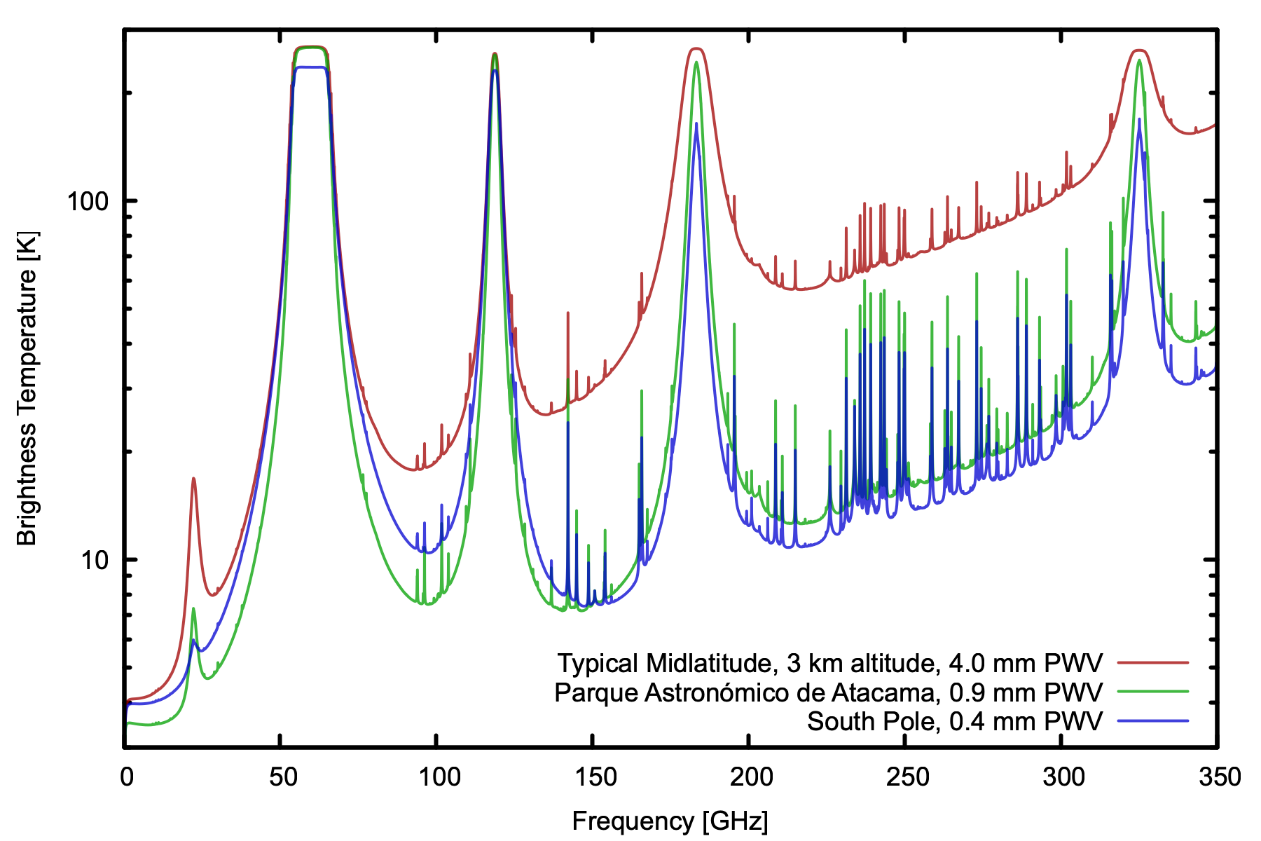 100
10
Brightness Temperature [K]
Typical Midlatitude, 3 km altitude, 4.0 mm PWV
Parque Astronómico de Atacama, 0.9 mm PWV
South Pole, 0.4 mm PWV
0 50 100 150 200 250 300 350
Frequency [GHz]